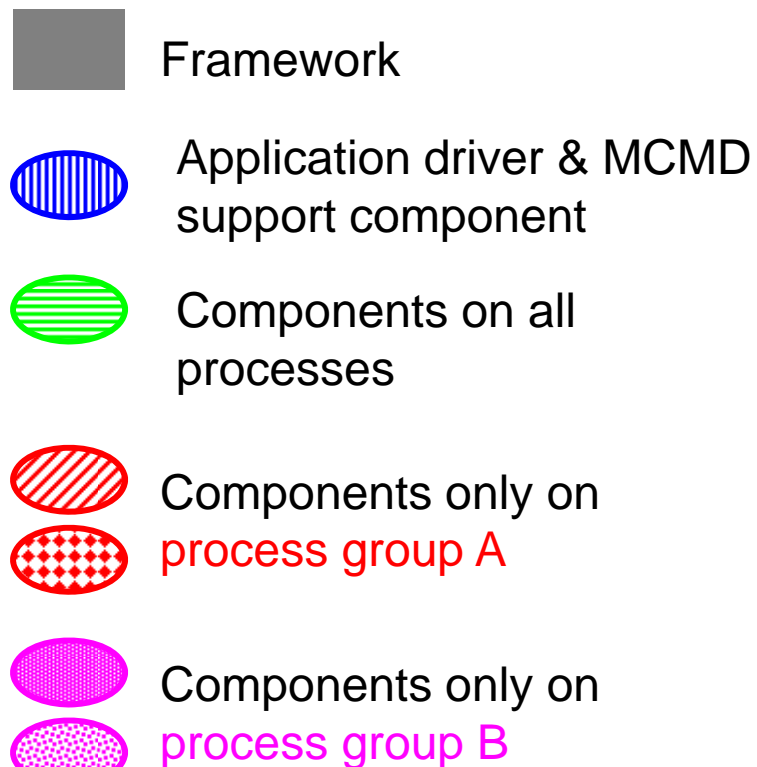 Framework
Application driver & MCMD
support component
Components on all
processes
Components only on
process group A
Components only on
process group B